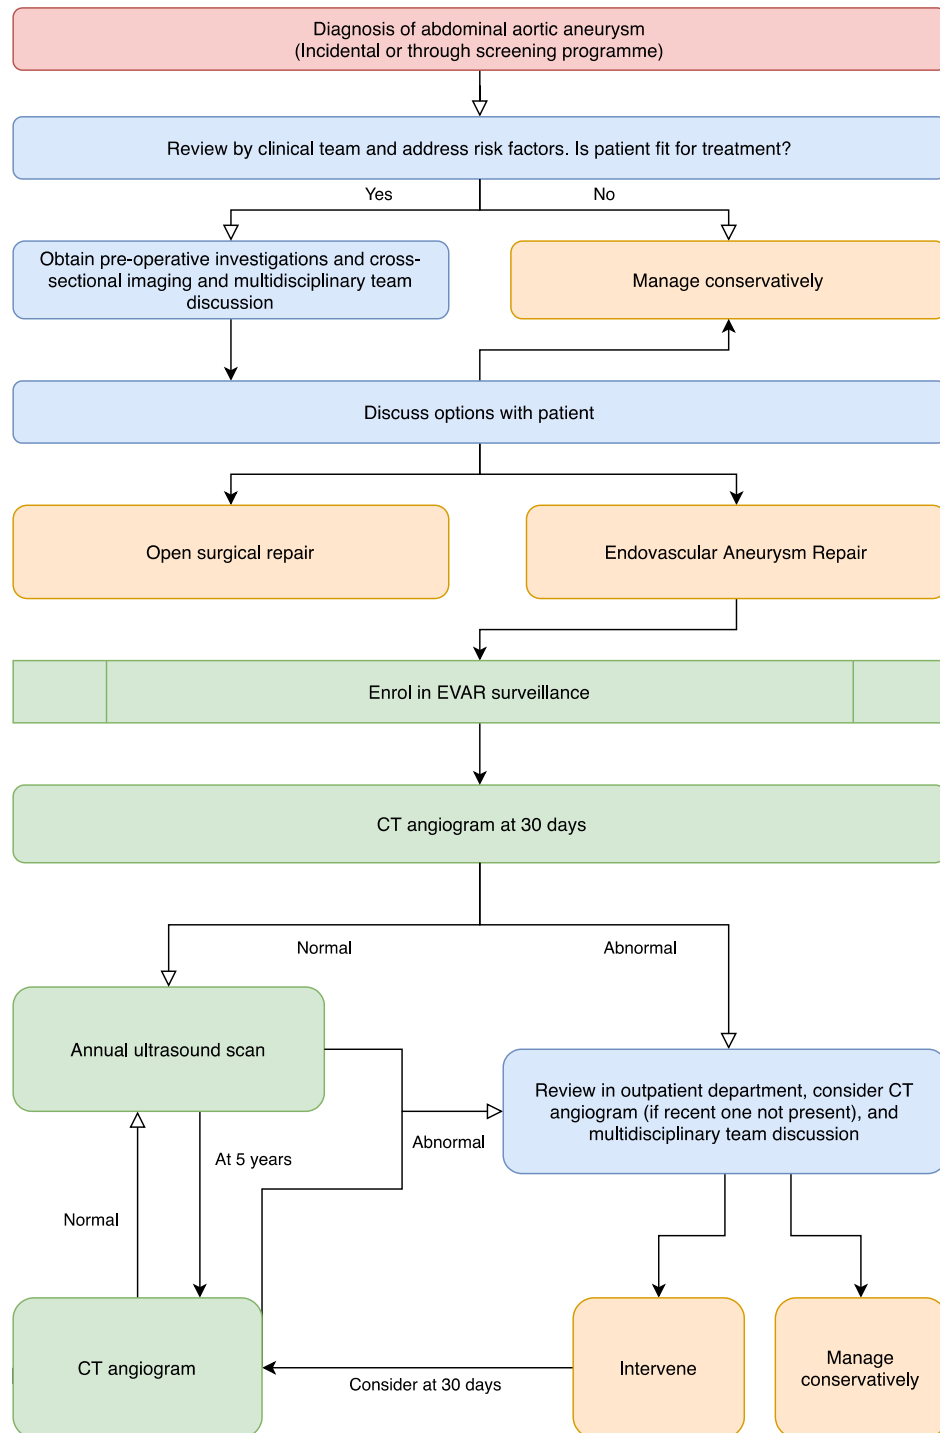 Diagnosis of abdominal aortic aneurysm
(Incidental or through screening programme)
Review by clinical team and address risk factors. Is patient fit for treatment?
Yes
No
Obtain pre-operative investigations and cross-
sectional imaging and multidisciplinary team
discussion
Manage conservatively
Discuss options with patient
Open surgical repair
Endovascular Aneurysm Repair
Enrol in EVAR surveillance
CT angiogram at 30 days
Normal
Abnormal
Annual ultrasound scan
Review in outpatient department, consider CT
angiogram (if recent one not present), and
multidisciplinary team discussion
Abnormal
At 5 years
Normal
CT angiogram
Consider at 30 days
Intervene
Manage
conservatively